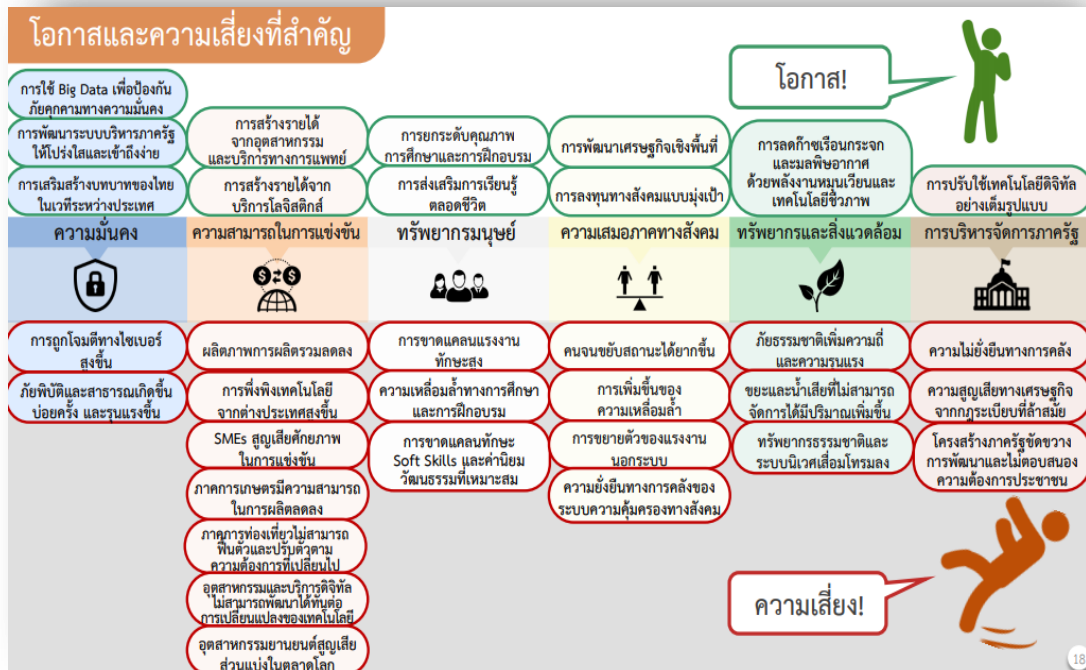 โอกาสและความเสี่ยงที่สำคัญ
โอกาส!
การใช้ Big Data เพื่อป้องกัน
ภัยคุกคามทางความมั่นคง
การพัฒนาระบบบริหารภาครัฐ
ให้โปร่งใสและเข้าถึงง่าย
การเสริมสร้างบทบาทของไทย
ในเวทีระหว่างประเทศ
การสร้างรายได้
จากอุตสาหกรรม
และบริการทางการแพทย์
การสร้างรายได้จาก
บริการโลจิสติกส์
การยกระดับคุณภาพ
การศึกษาและการฝึกอบรม
การส่งเสริมการเรียนรู้
ตลอดชีวิต
การพัฒนาเศรษฐกิจเชิงพื้นที่
การลงทุนทางสังคมแบบมุ่งเป้า
การลดก๊าซเรือนกระจก
และมลพิษอากาศ
ด้วยพลังงานหมุนเวียนและ
เทคโนโลยีชีวภาพ
การปรับใช้เทคโนโลยีดิจิทัล
อย่างเต็มรูปแบบ
ความมั่นคง
ความสามารถในการแข่งขัน
ทรัพยากรมนุษย์
ความเสมอภาคทางสังคม
ทรัพยากรและสิ่งแวดล้อม
การบริหารจัดการภาครัฐ
การถูกโจมตีทางไซเบอร์
สูงขึ้น
ภัยพิบัติและสาธารณเกิดขึ้น
บ่อยครั้ง และรุนแรงขึ้น
ผลิตภาพการผลิตรวมลดลง
การพึ่งพิงเทคโนโลยี
จากต่างประเทศสูงขึ้น
SMEs สูญเสียศักยภาพ
ในการแข่งขัน
ภาคการเกษตรมีความสามารถ
ในการผลิตลดลง
ภาคการท่องเที่ยวไม่สามารถ
ฟื้นตัวและปรับตัวตาม
ความต้องการที่เปลี่ยนไป
อุตสาหกรรมและบริการดิจิทัล
ไม่สามารถพัฒนาได้ทันต่อ
การเปลี่ยนแปลงของเทคโนโลยี
อุตสาหกรรมยานยนต์สูญเสีย
ส่วนแบ่งในตลาดโลก
การขาดแคลนแรงงาน
ทักษะสูง
ความเหลื่อมล้ำทางการศึกษา
และการฝึกอบรม
การขาดแคลนทักษะ
Soft Skills และค่านิยม
วัฒนธรรมที่เหมาะสม
คนจนขยับสถานะได้ยากขึ้น
การเพิ่มขึ้นของ
ความเหลื่อมล้ำ
การขยายตัวของแรงงาน
นอกระบบ
ความยั่งยืนทางการคลังของ
ระบบความคุ้มครองทางสังคม
ภัยธรรมชาติเพิ่มความถี่
และความรุนแรง
ขยะและน้ำเสียที่ไม่สามารถ
จัดการได้มีปริมาณเพิ่มขึ้น
ทรัพยากรธรรมชาติและ
ระบบนิเวศเสื่อมโทรมลง
ความไม่ยั่งยืนทางการคลัง
ความสูญเสียทางเศรษฐกิจ
จากกฎระเบียบที่ล้าสมัย
โครงสร้างภาครัฐขัดขวาง
การพัฒนาและไม่ตอบสนอง
ความต้องการประชาชน
ความเสี่ยง!
18